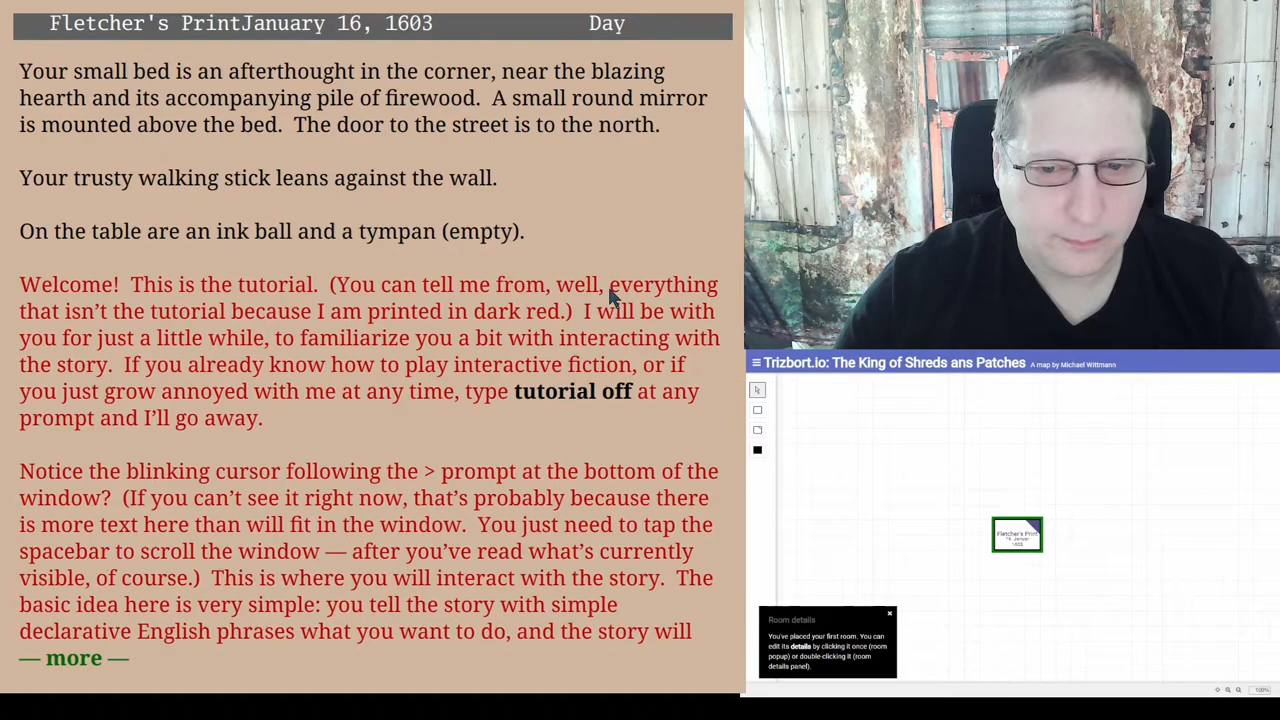 Fletcher's PrintJanuary 16, 1603 Day
Your small bed is an afterthought in the corner, near the blazing
hearth and its accompanying pile of firewood.  A small round mirror
is mounted above the bed.  The door to the street is to the north.
Your trusty walking stick leans against the wall.
On the table are an ink ball and a tympan (empty).
Welcome!  This is the tutorial.  (You can tell me from, well, everything
that isn’t the tutorial because I am printed in dark red.)  I will be with
you for just a little while, to familiarize you a bit with interacting with
the story.  If you already know how to play interactive fiction, or if
you just grow annoyed with me at any time, type tutorial off at any
prompt and I’ll go away.
Notice the blinking cursor following the > prompt at the bottom of the
window?  (If you can’t see it right now, that’s probably because there
is more text here than will fit in the window.  You just need to tap the
spacebar to scroll the window — after you’ve read what’s currently
visible, of course.)  This is where you will interact with the story.  The
basic idea here is very simple: you tell the story with simple
declarative English phrases what you want to do, and the story will
— more —
Trizbort.io: The King of Shreds ans Patches A map by Michael Wittmann
Fletcher's Print
16. Januar
1603
Room details
You've placed your first room. You can
edit its details by clicking it once (room
popup) or double-clicking it (room
details panel).
100%